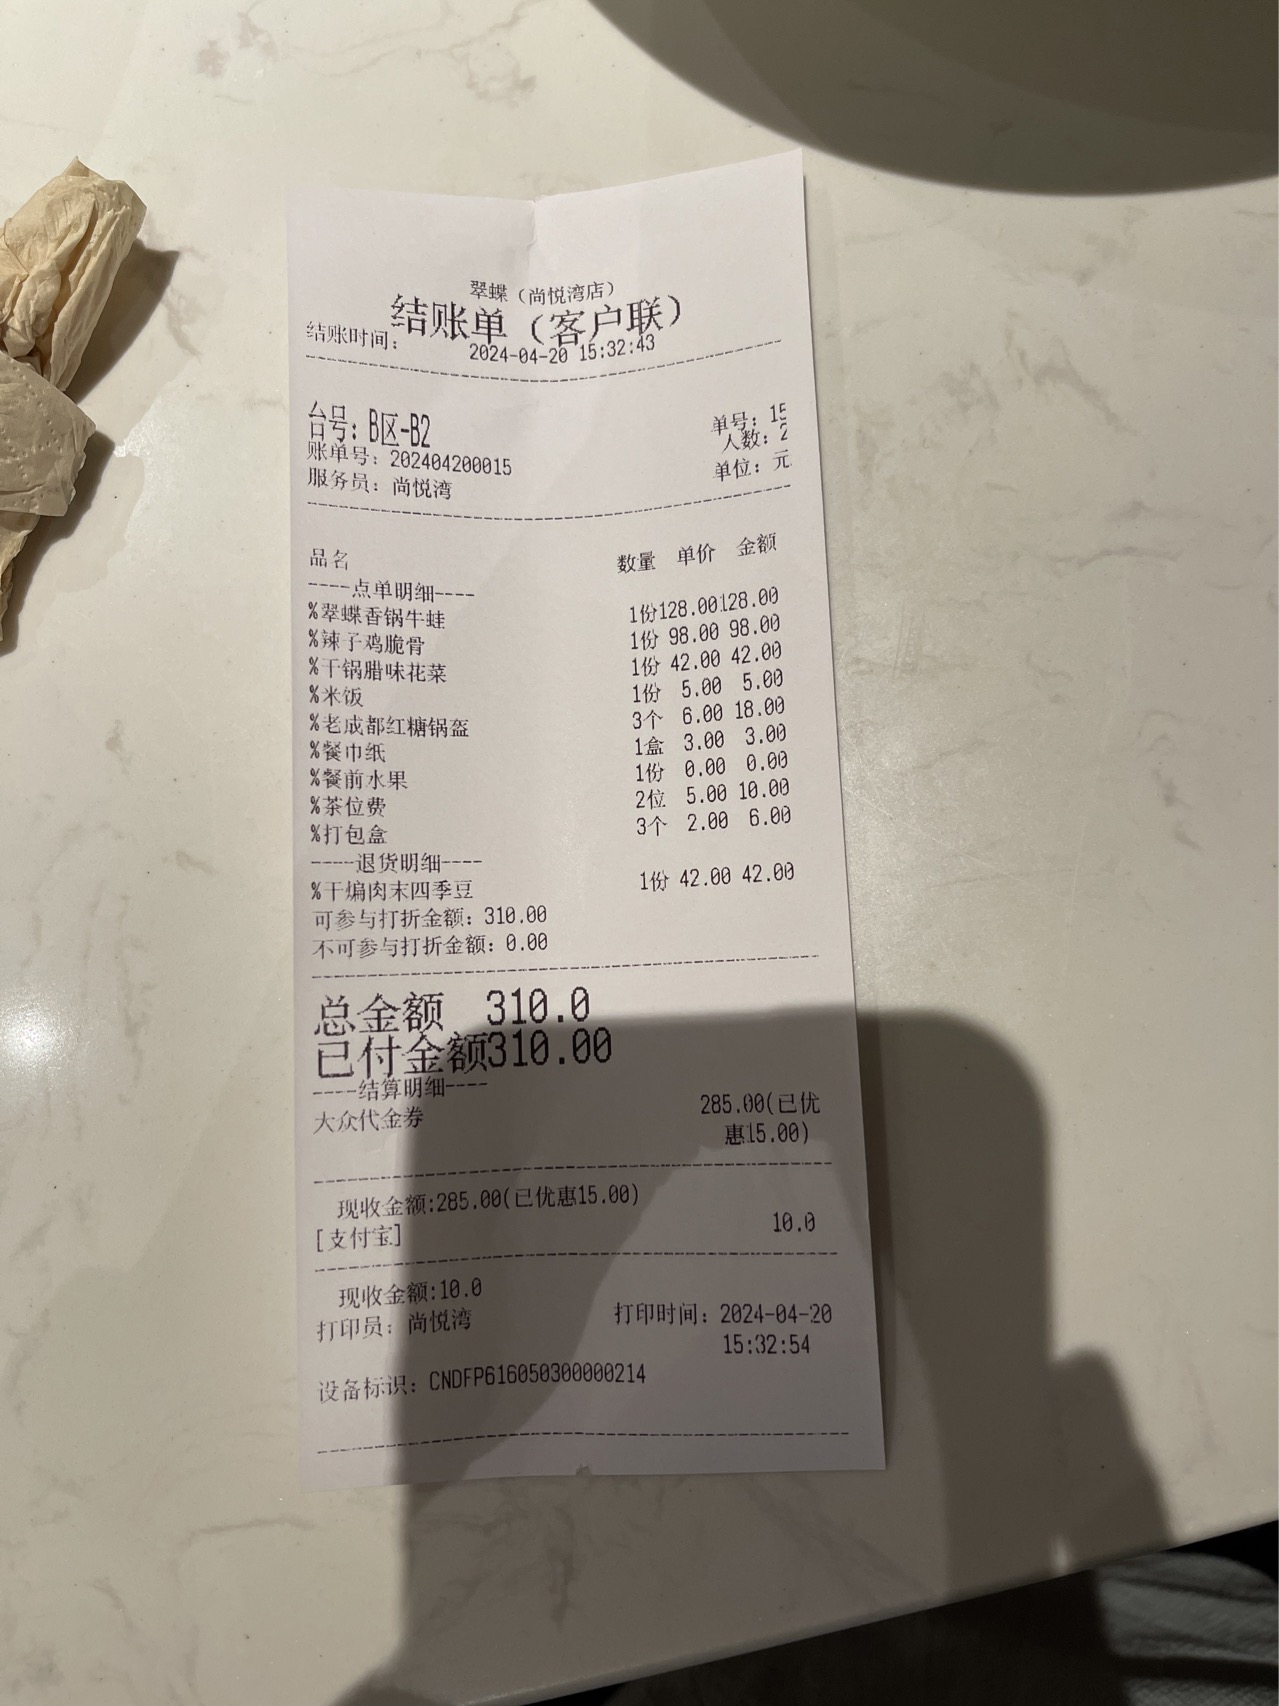 翠蝶（尚悦湾店）
结账单（客户联）
结账时间： 2024-04-20 15:32:43
台号：B区-B2 单号：15
账单号：202404200015 人数：2
服务员：尚悦湾 单位：元
品名 数量 单价 金额
----点单明细----
%翠蝶香锅牛蛙 1份128.00128.00
%辣子鸡脆骨 1份 98.00 98.00
%干锅腊味花菜 1份 42.00 42.00
%米饭 1份 5.00 5.00
%老成都红糖锅盔 3个 6.00 18.00
%餐巾纸 1盒 3.00 3.00
%餐前水果 1份 0.00 0.00
%茶位费 2位 5.00 10.00
%打包盒 3个 2.00 6.00
----退货明细----
%干煸肉末四季豆 1份 42.00 42.00
可参与打折金额：310.00
不可参与打折金额：0.00
总金额 310.0
已付金额310.00
----结算明细----
大众代金券 285.00(已优
惠15.00)
现收金额:285.00(已优惠15.00)
[支付宝] 10.0
现收金额:10.0
打印员：尚悦湾 打印时间：2024-04-20
15:32:54
设备标识：CNDFP616050300000214